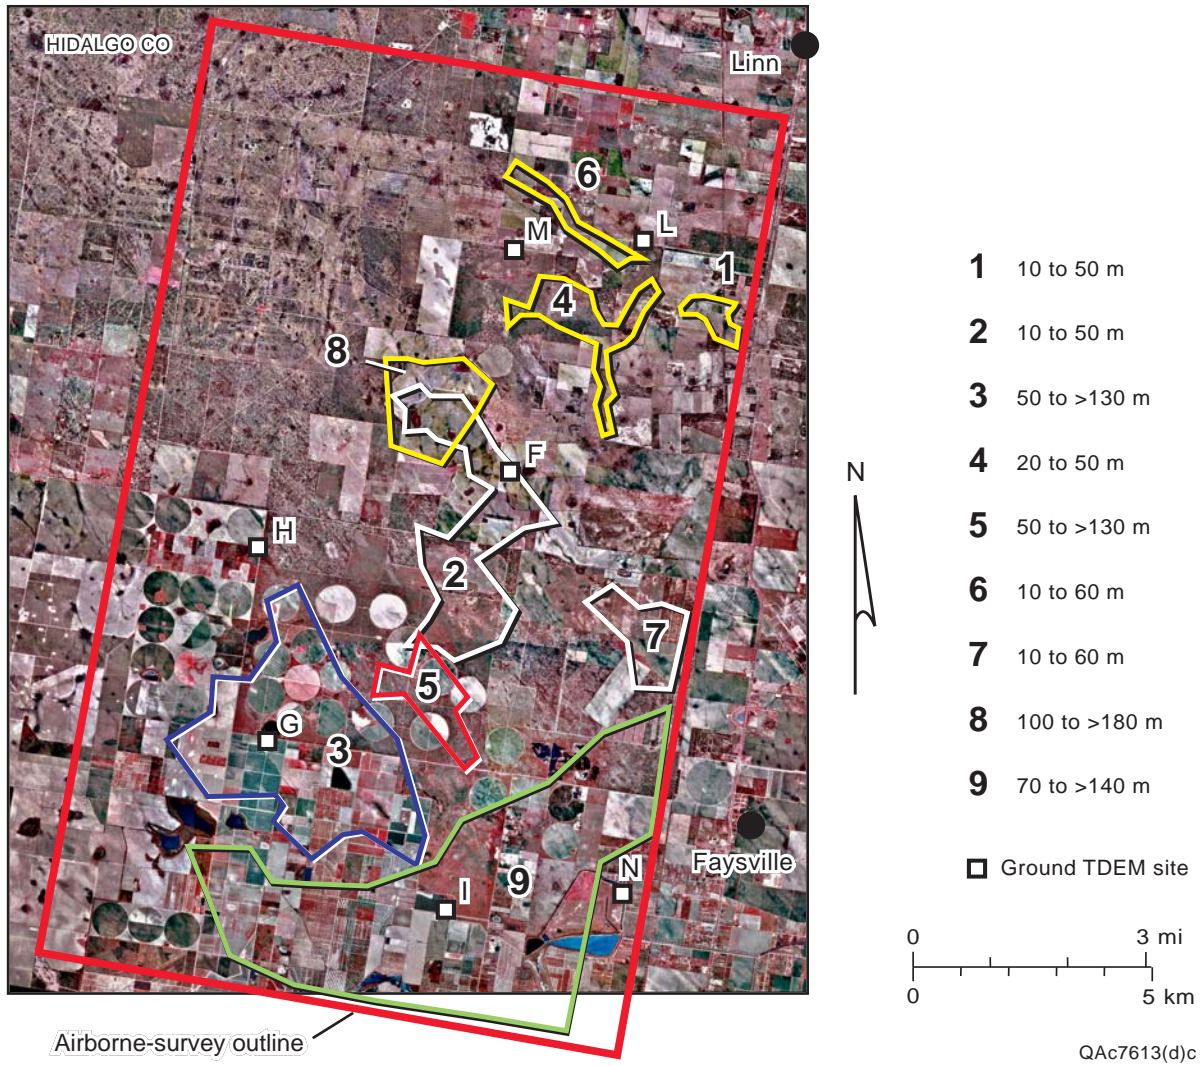 HIDALGO CO
Linn
6
M
L
1
4
8
F
H
2
7
5
G
3
9
I
N
Faysville
Airborne-survey outline
1 10 to 50 m
2 10 to 50 m
3 50 to >130 m
4 20 to 50 m
5 50 to >130 m
6 10 to 60 m
7 10 to 60 m
8 100 to >180 m
9 70 to >140 m
N
Ground TDEM site
0 3 mi
0 5 km
QAc7613(d)c